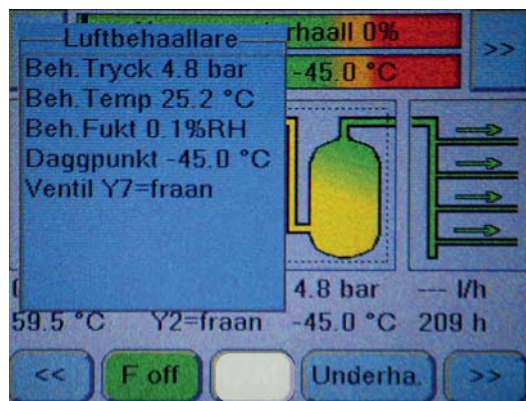 rhaall 0%
>>
Luftbehaallare
-45.0 °C
Beh.Tryck 4.8 bar
Beh.Temp 25.2 °C
Beh.Fukt 0.1%RH
Daggpunkt -45.0 °C
Ventil Y7=fraan
4.8 bar --- l/h
59.5 °C Y2=fraan -45.0 °C 209 h
<< F off Underha. >>